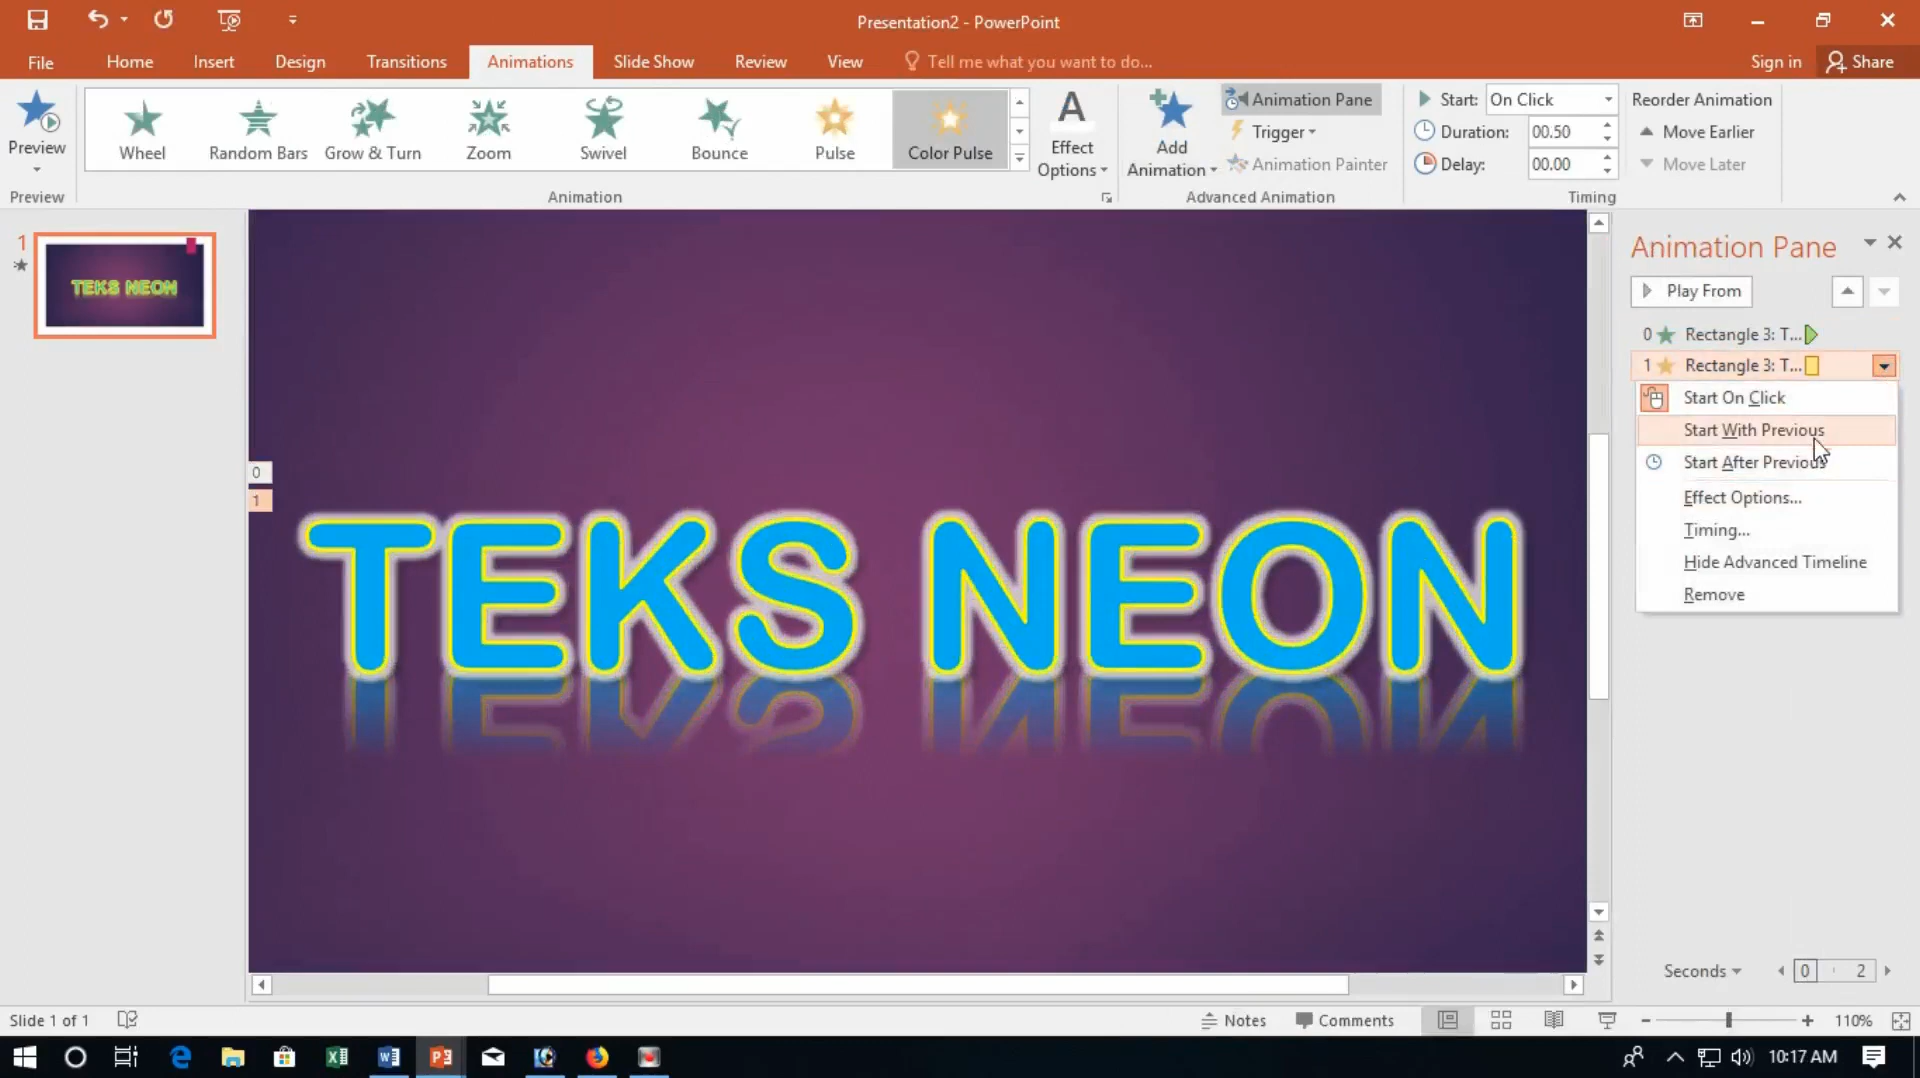 Presentation2 - PowerPoint
File Home Insert Design Transitions Animations Slide Show Review View Tell me what you want to do... Sign in Share
Preview
Wheel Random Bars Grow & Turn Zoom Swivel Bounce Pulse Color Pulse
Effect Options
Add Animation
Animation Pane
Trigger
Animation Painter
Start: On Click
Duration: 00.50
Delay: 00.00
Reorder Animation
Move Earlier
Move Later
Preview Animation Advanced Animation Timing
1
TEKS NEON
0
1
TEKS NEON
Animation Pane
Play From
0 Rectangle 3: T...
1 Rectangle 3: T...
Start On Click
Start With Previous
Start After Previous
Effect Options...
Timing...
Hide Advanced Timeline
Remove
Seconds 0 2
Slide 1 of 1 Notes Comments 110%
10:17 AM